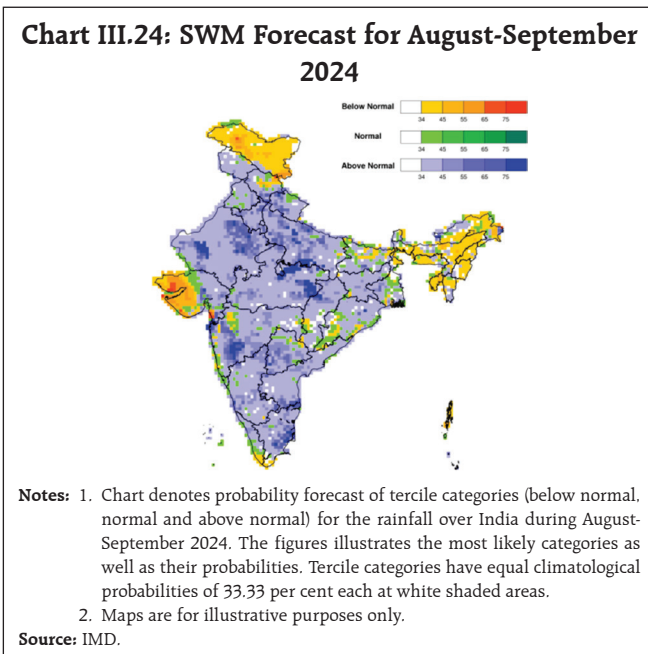 Chart III.24: SWM Forecast for August-September
2024
Below Normal
34 45 55 65 75
Normal
34 45 55 65 75
Above Normal
34 45 55 65 75
Notes: 1. Chart denotes probability forecast of tercile categories (below normal,
normal and above normal) for the rainfall over India during August-
September 2024. The figures illustrates the most likely categories as
well as their probabilities. Tercile categories have equal climatological
probabilities of 33.33 per cent each at white shaded areas.
2. Maps are for illustrative purposes only.
Source: IMD.